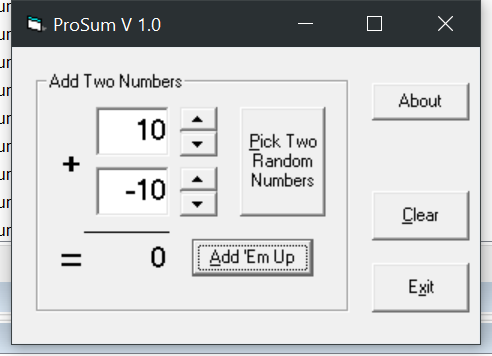 ProSum V 1.0
Add Two Numbers
+ 10
-10
= 0
Pick Two
Random
Numbers
Add 'Em Up
About
Clear
Exit